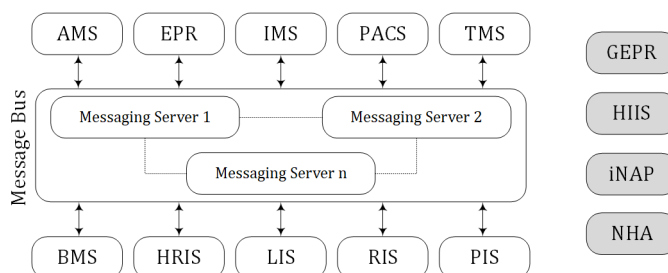 AMS EPR IMS PACS TMS
GEPR
Message Bus
Messaging Server 1 Messaging Server 2
HIIS
Messaging Server n
iNAP
BMS HRIS LIS RIS PIS
NHA